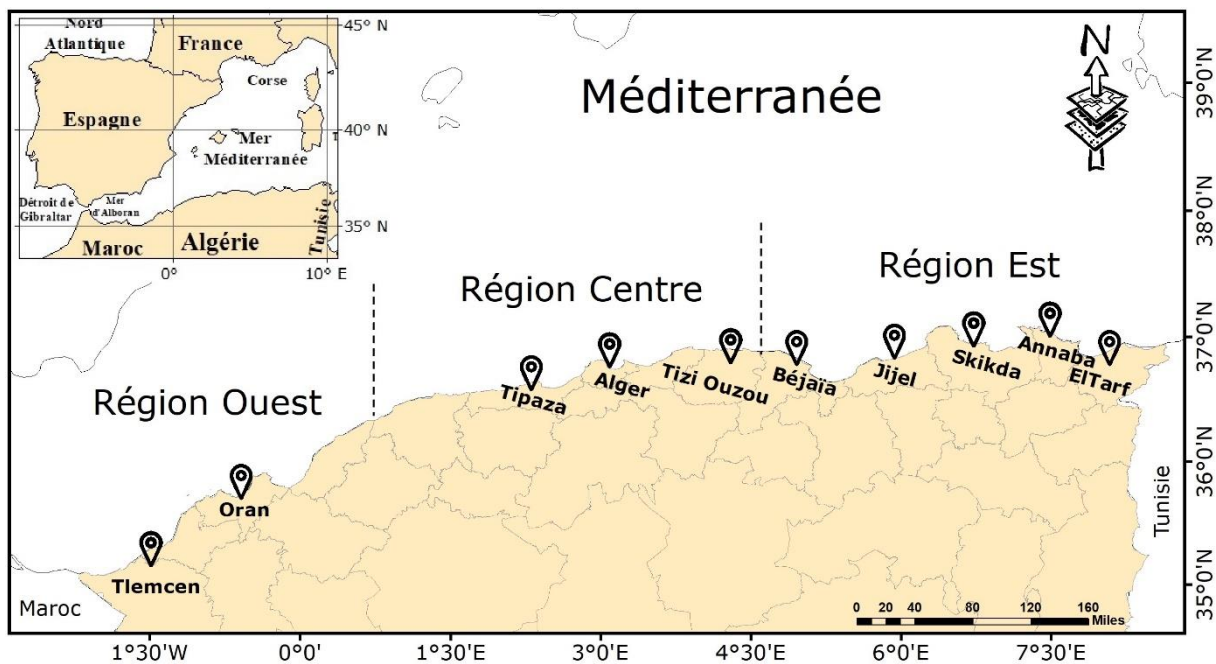 Nord
Atlantique
France
Corse
Espagne
Mer
Méditerranée
Détroit de
Gibraltar
Mer
d'Alboran
Maroc
Algérie
Tunisie
T
45° N
40° N
35° N
0°
10° E
Méditerranée
N
Région Ouest
Région Centre
Région Est
Tlemcen
Oran
Tipaza
Alger
Tizi Ouzou
Béjaïa
Jijel
Skikda
Annaba
ElTarf
Maroc
Tunisie
0 20 40 80 120 160
Miles
39°0'N
38°0'N
37°0'N
36°0'N
35°0'N
1°30'W 0°0' 1°30'E 3°0'E 4°30'E 6°0'E 7°30'E